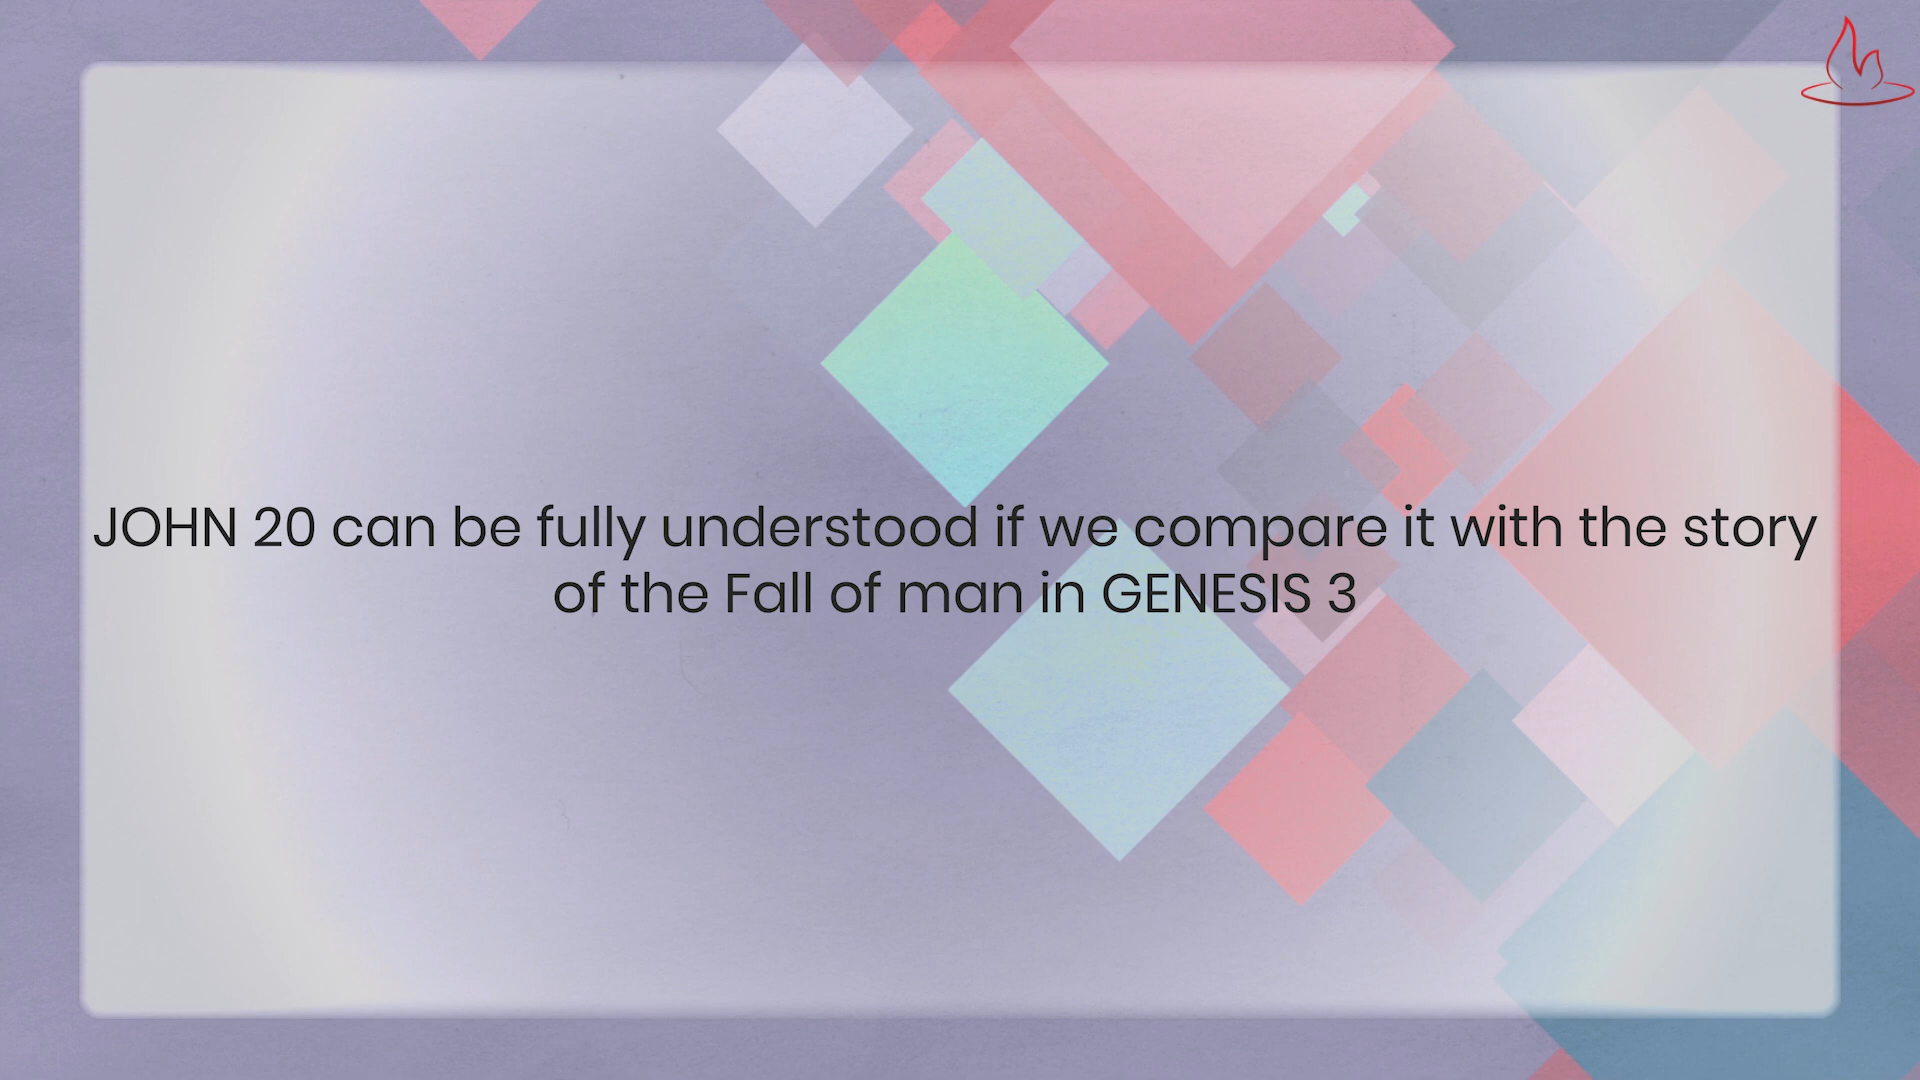 JOHN 20 can be fully understood if we compare it with the story
of the Fall of man in GENESIS 3